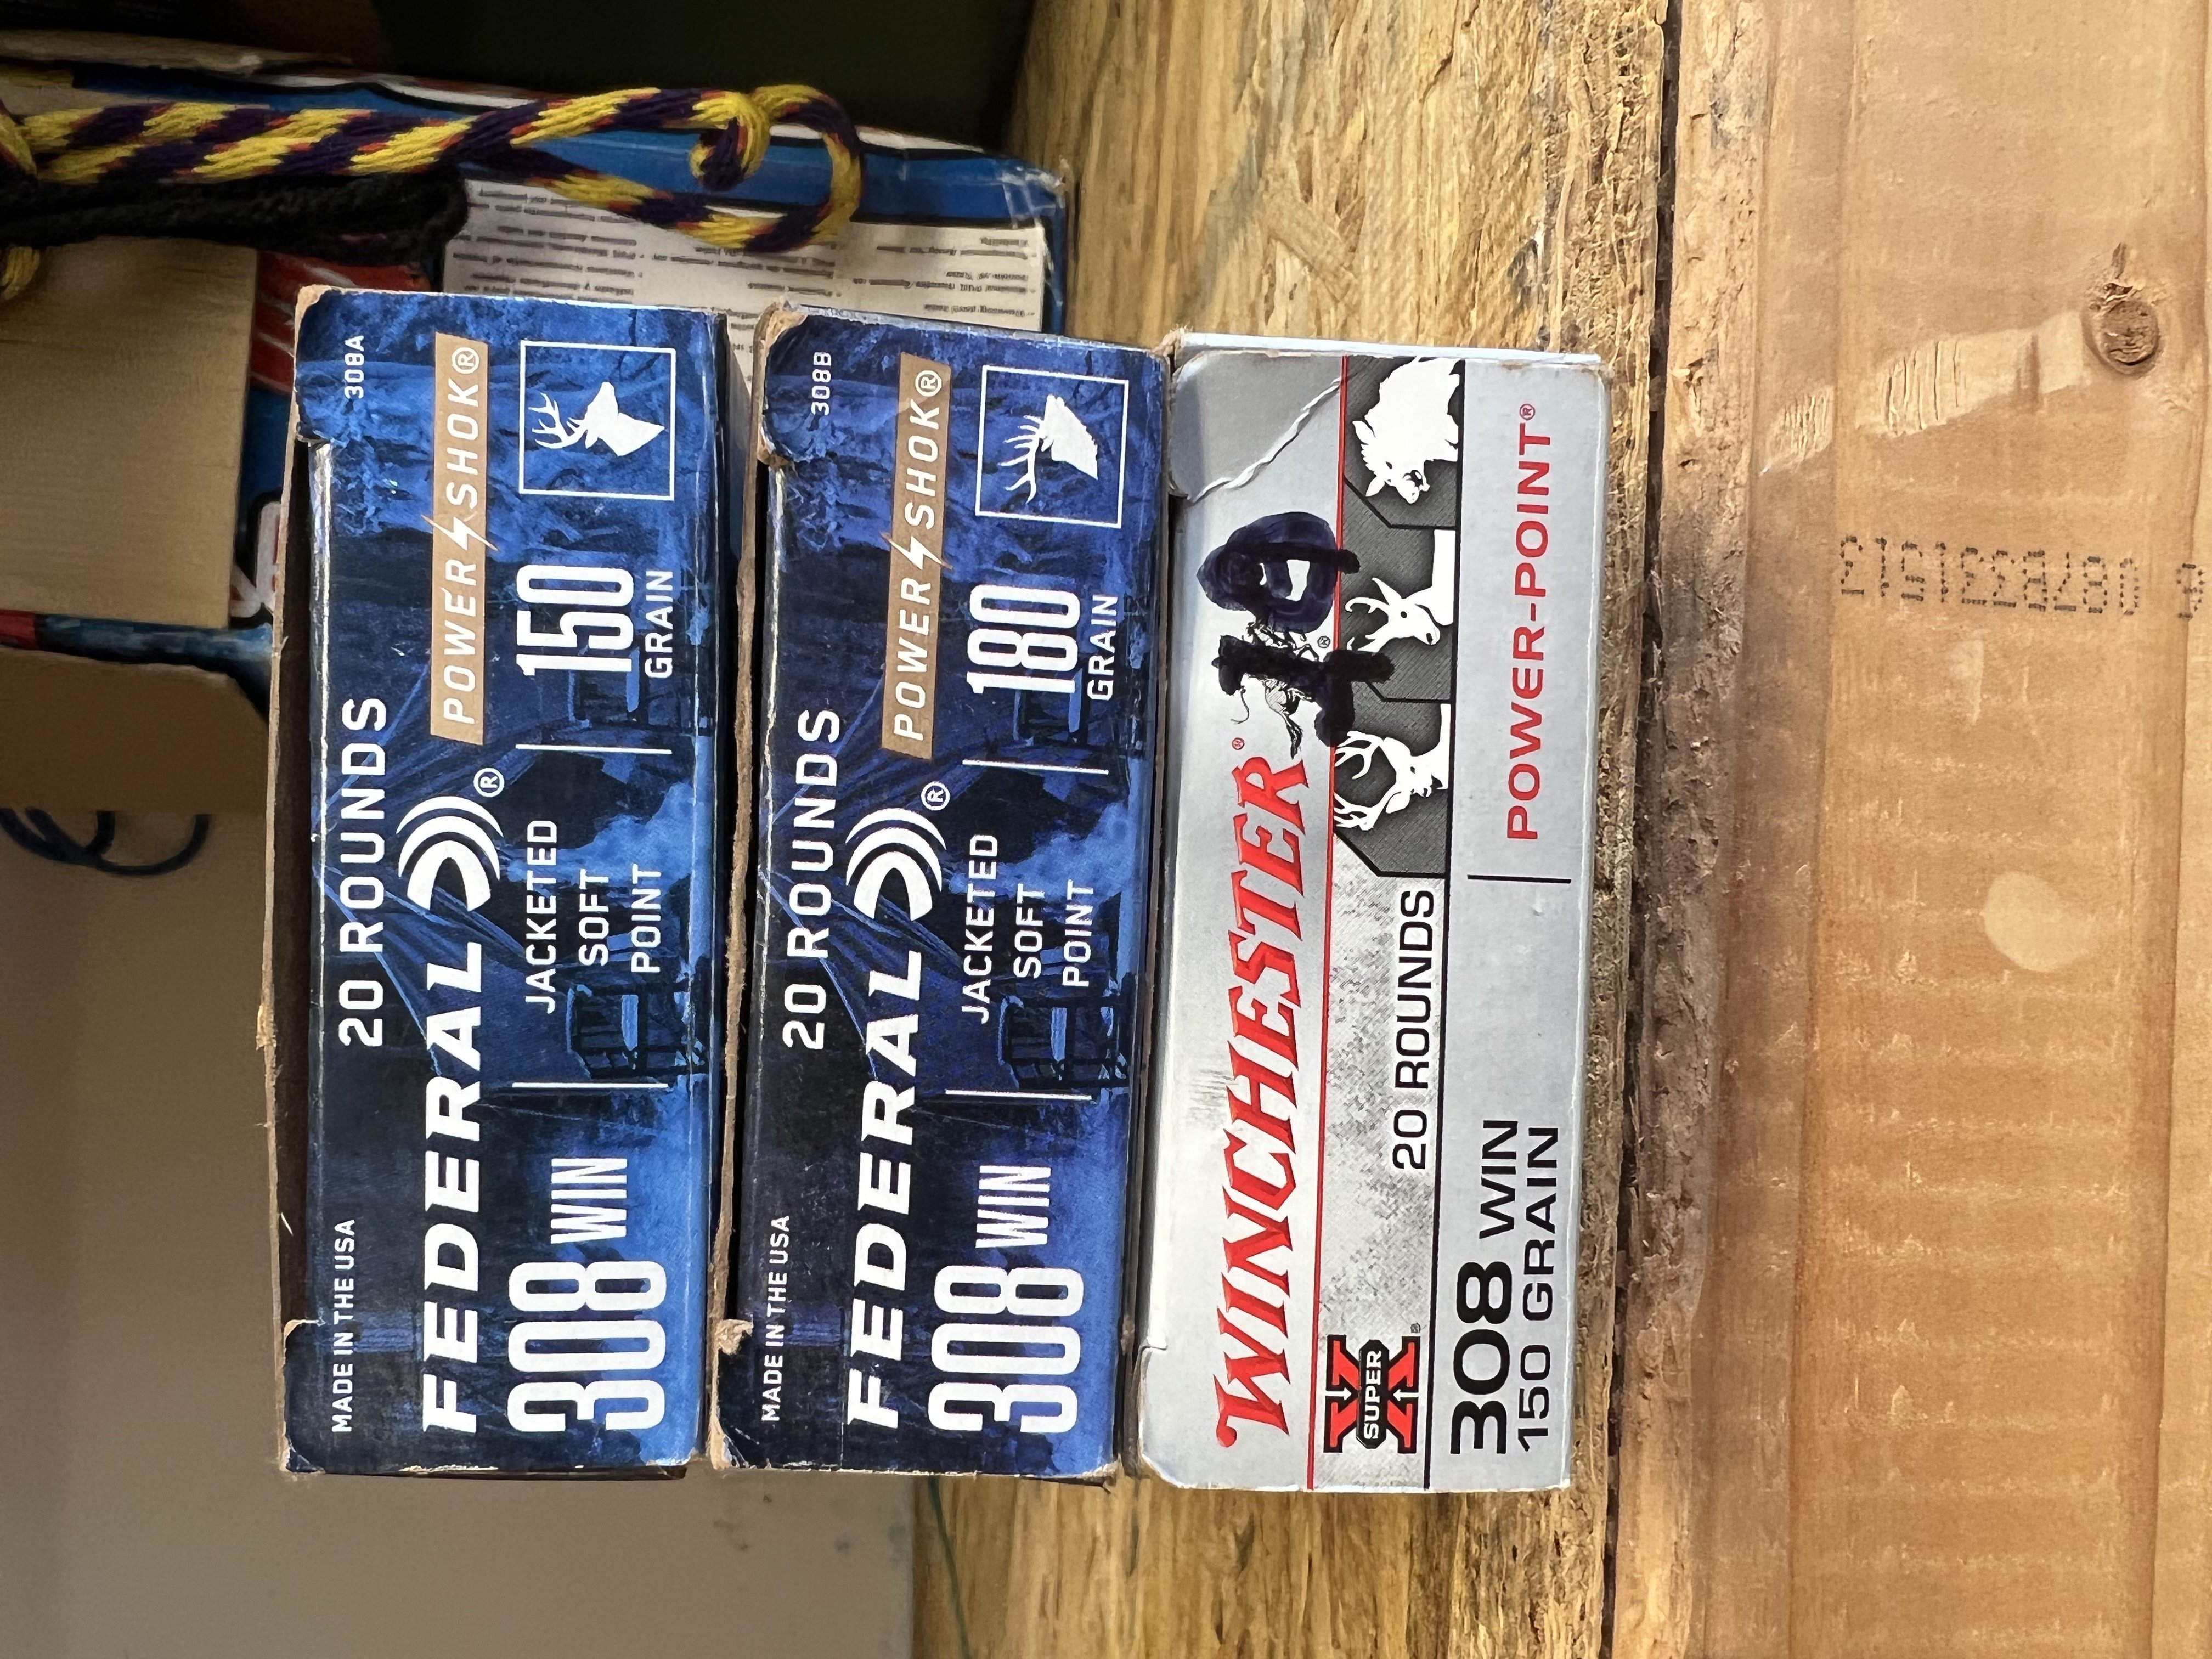 MADE IN THE USA 20 ROUNDS 308A
FEDERAL® POWER SHOK®
308 WIN JACKETED SOFT POINT 150 GRAIN
MADE IN THE USA 20 ROUNDS 308B
FEDERAL® POWER SHOK®
308 WIN JACKETED SOFT POINT 180 GRAIN
WINCHESTER®
SUPER X® 20 ROUNDS
308 WIN
150 GRAIN
POWER-POINT®